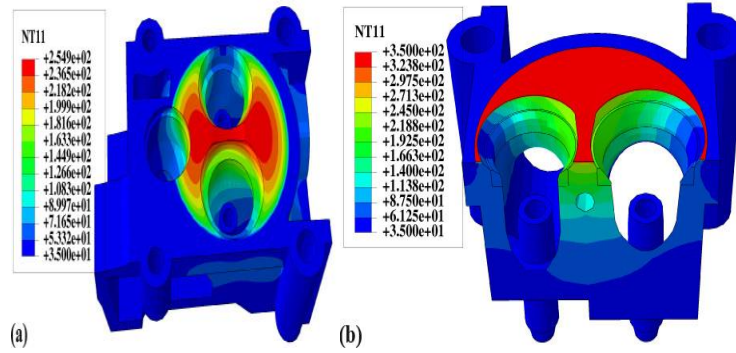 NT11
+2.549e+02
+2.365e+02
+2.182e+02
+1.999e+02
+1.816e+02
+1.633e+02
+1.449e+02
+1.266e+02
+1.083e+02
+8.997e+01
+7.165e+01
+5.332e+01
+3.500e+01
(a)
NT11
+3.500e+02
+3.238e+02
+2.975e+02
+2.713e+02
+2.450e+02
+2.188e+02
+1.925e+02
+1.663e+02
+1.400e+02
+1.138e+02
+8.750e+01
+6.125e+01
+3.500e+01
(b)